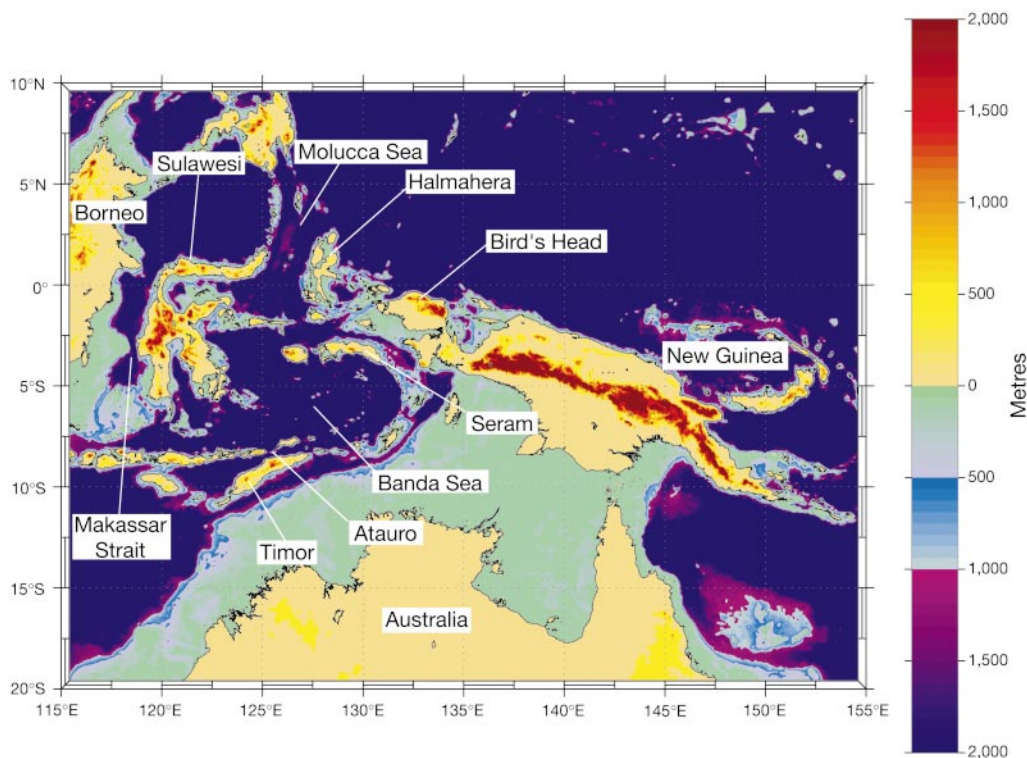 2,000
10°N
Molucca Sea
1,500
Sulawesi
Halmahera
5°N
Borneo
Bird's Head
1,000
0°
500
New Guinea
Metres
0
5°S
Seram
Banda Sea
500
10°S
Makassar
Strait
Atauro
Timor
1,000
15°S
Australia
1,500
20°S
115°E 120°E 125°E 130°E 135°E 140°E 145°E 150°E 155°E
2,000